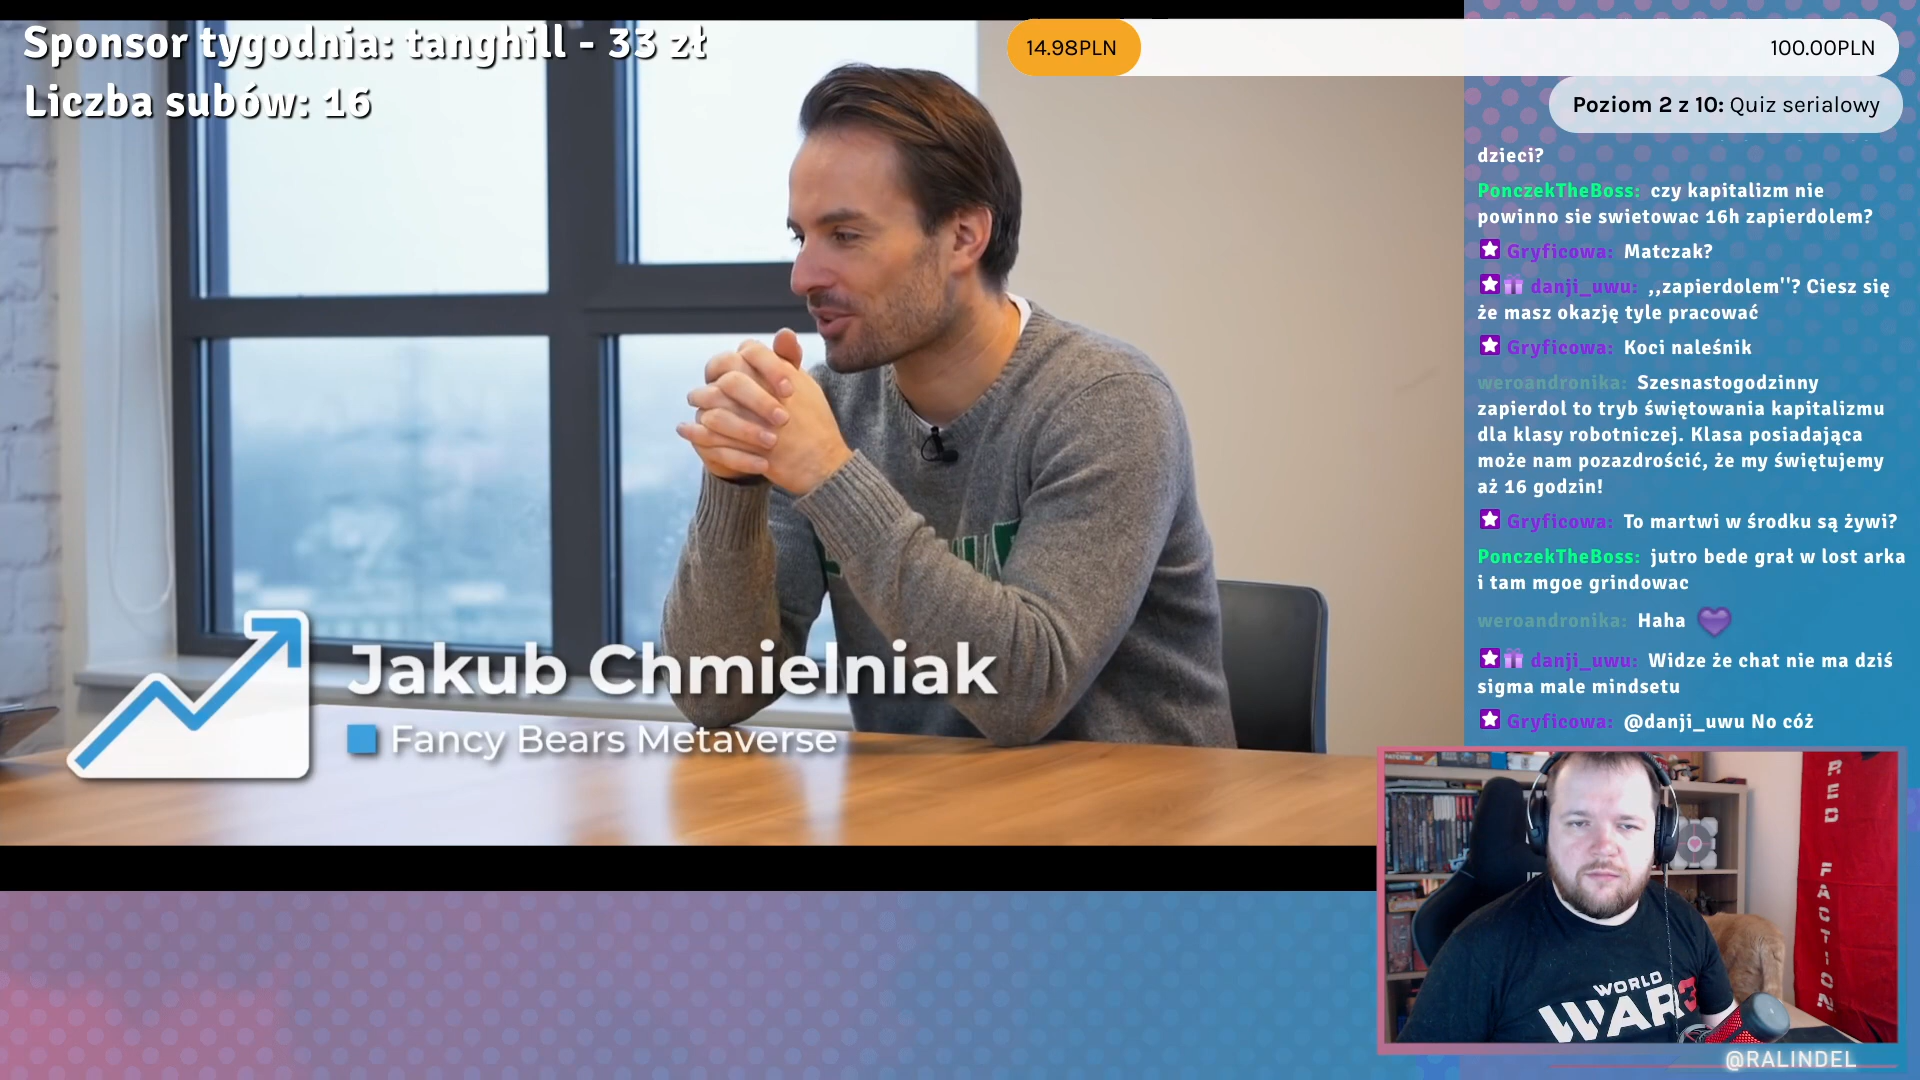 Sponsor tygodnia: tanghill - 33 zł
Liczba subów: 16
14.98PLN
100.00PLN
Poziom 2 z 10: Quiz serialowy
dzieci?
PonczekTheBoss: czy kapitalizm nie
powinno sie swietowac 16h zapierdolem?
Gryficowa: Matczak?
danji_uwu: ,,zapierdolem''? Ciesz się
że masz okazję tyle pracować
Gryficowa: Koci naleśnik
weroandronika: Szesnastogodzinny
zapierdol to tryb świętowania kapitalizmu
dla klasy robotniczej. Klasa posiadająca
może nam pozazdrościć, że my świętujemy
aż 16 godzin!
Gryficowa: To martwi w środku są żywi?
PonczekTheBoss: jutro bede grał w lost arka
i tam mgoe grindowac
weroandronika: Haha
danji_uwu: Widze że chat nie ma dziś
sigma male mindsetu
Gryficowa: @danji_uwu No cóż
Jakub Chmielniak
Fancy Bears Metaverse
RED FACTION
WORLD
WAR3
@RALINDEL